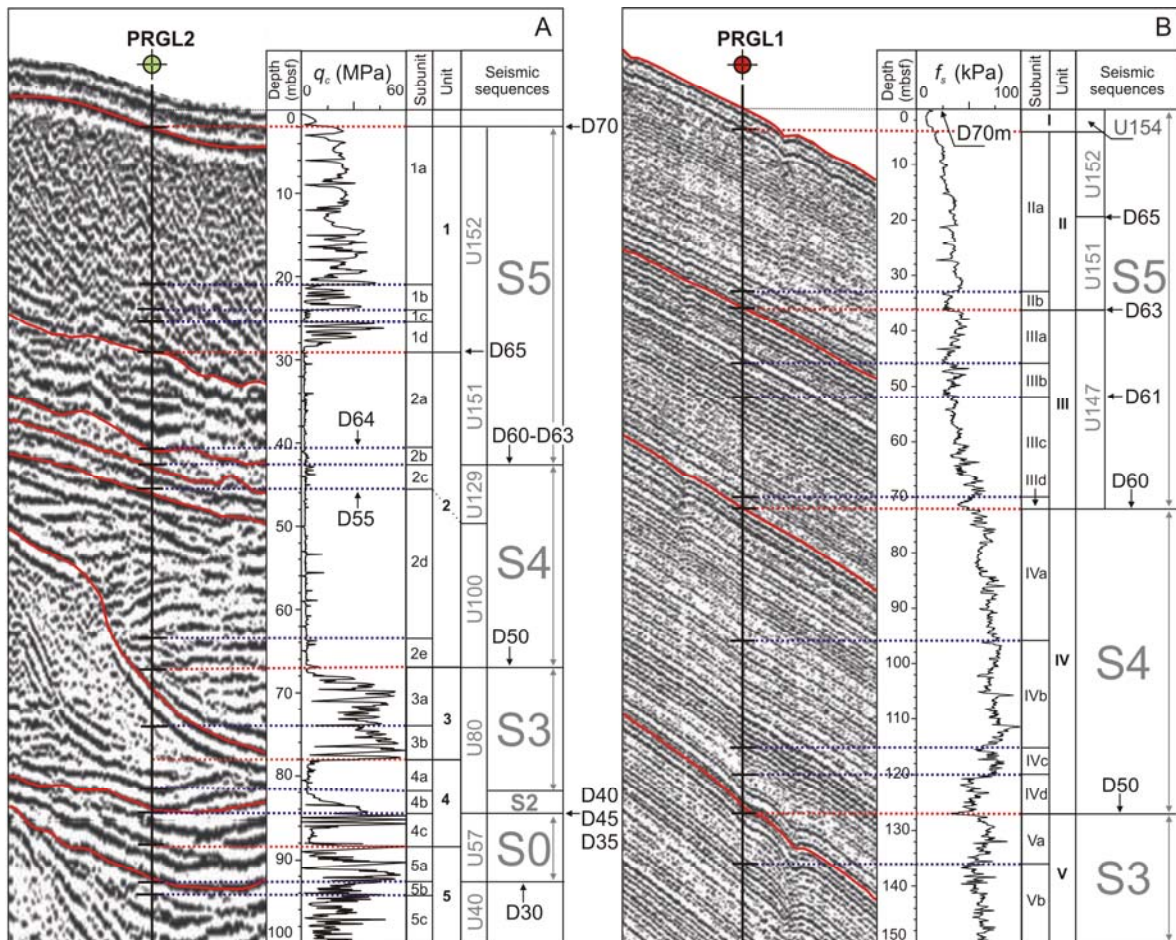 PRGL2
A
Depth (mbsf)
qc (MPa)
0 60
Subunit
Unit
Seismic sequences
0
10
20
30
40
50
60
70
80
90
100
D64
D55
1a
1b
1c
1d
2a
2b
2c
2d
2e
3a
3b
4a
4b
4c
5a
5b
5c
1
2
3
4
5
U152
U151
U129
U100
U80
U57
U40
S5
S4
S3
S2
S0
D70
D65
D60-D63
D50
D40
D45
D35
D30
PRGL1
B
Depth (mbsf)
fs (kPa)
0 100
Subunit
Unit
Seismic sequences
0
10
20
30
40
50
60
70
80
90
100
110
120
130
140
150
D70m
IIa
IIb
IIIa
IIIb
IIIc
IIId
IVa
IVb
IVc
IVd
Va
Vb
I
II
III
IV
V
U154
U152
U151
U147
S5
S4
S3
D65
D63
D61
D60
D50